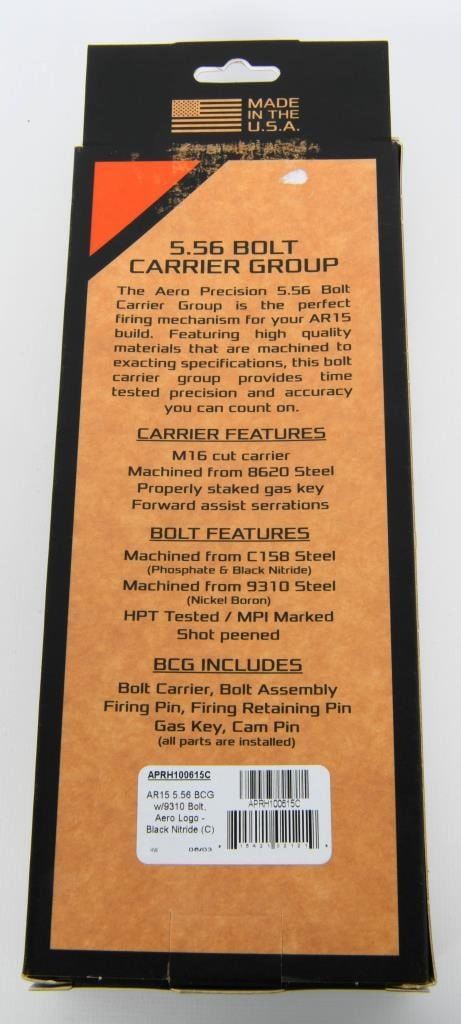 MADE
IN THE
U.S.A.
5.56 BOLT
CARRIER GROUP
The Aero Precision 5.56 Bolt
Carrier Group is the perfect
firing mechanism for your AR15
build. Featuring high quality
materials that are machined to
exacting specifications, this bolt
carrier group provides time
tested precision and accuracy
you can count on.
CARRIER FEATURES
M16 cut carrier
Machined from 8620 Steel
Properly staked gas key
Forward assist serrations
BOLT FEATURES
Machined from C158 Steel
(Phosphate & Black Nitride)
Machined from 9310 Steel
(Nickel Boron)
HPT Tested / MPI Marked
Shot peened
BCG INCLUDES
Bolt Carrier, Bolt Assembly
Firing Pin, Firing Retaining Pin
Gas Key, Cam Pin
(all parts are installed)
APRH100615C
AR15 5.56 BCG
w/9310 Bolt,
Aero Logo -
Black Nitride (C)
APRH100615C
08/03